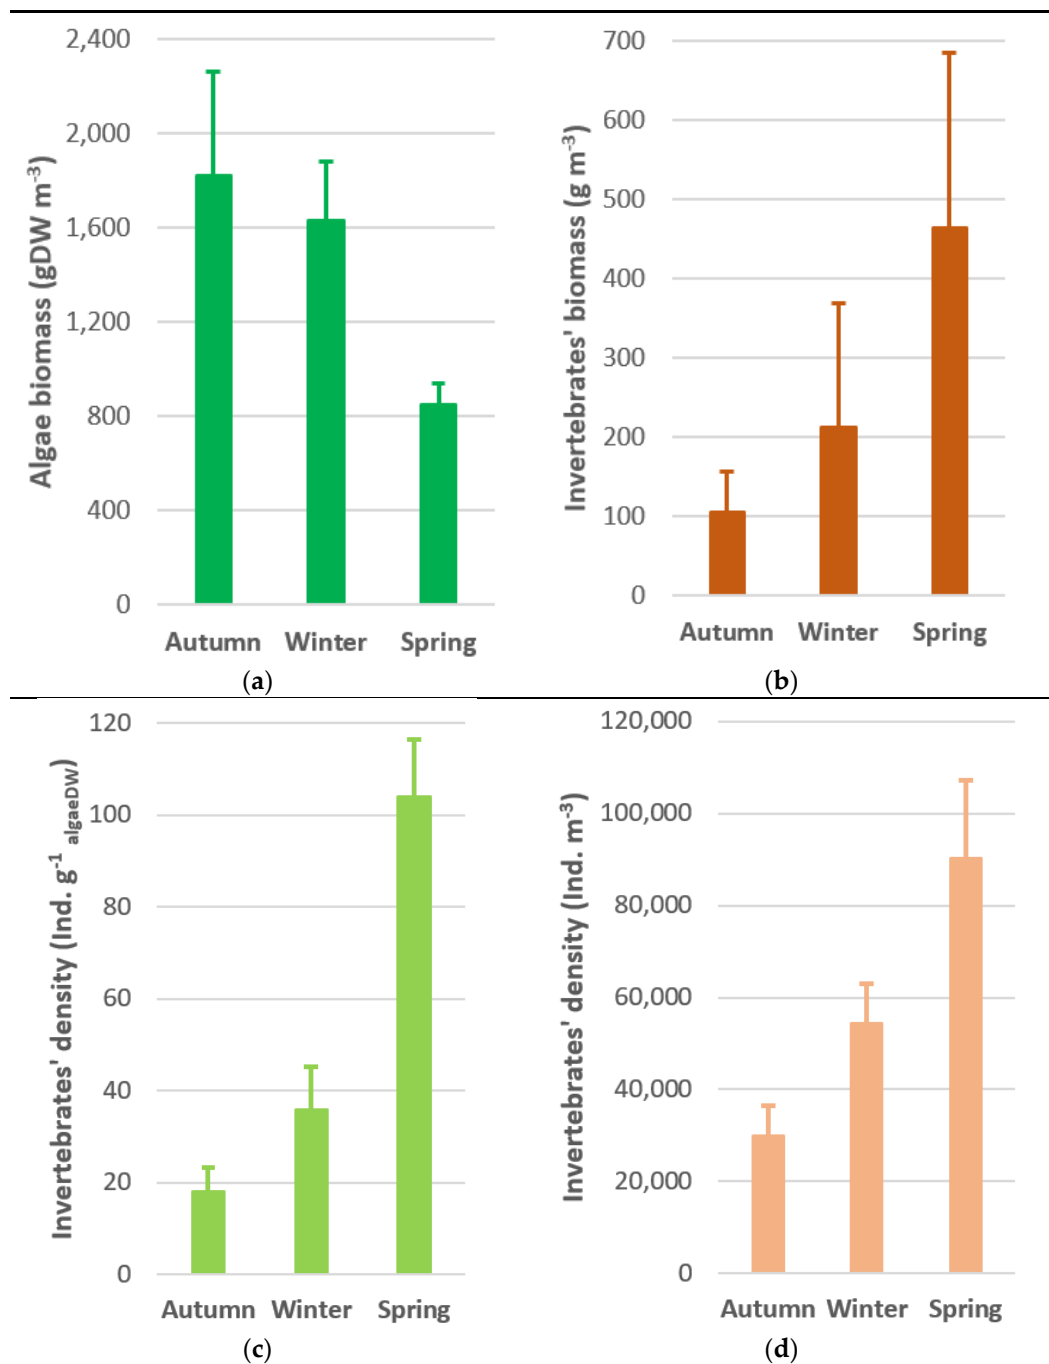 2,400
2,000
1,600
1,200
800
400
0
Algae biomass (gDW m-3)
Autumn Winter Spring
(a)
700
600
500
400
300
200
100
0
Invertebrates' biomass (g m-3)
Autumn Winter Spring
(b)
120
100
80
60
40
20
0
Invertebrates' density (Ind. g-1 algaeDW)
Autumn Winter Spring
(c)
120,000
100,000
80,000
60,000
40,000
20,000
0
Invertebrates' density (Ind. m-3)
Autumn Winter Spring
(d)